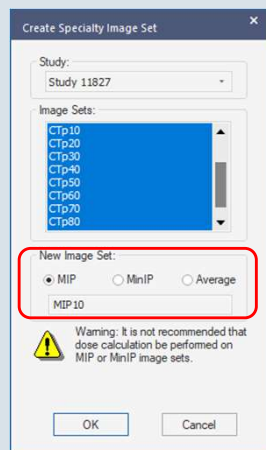 Create Specialty Image Set
×
Study:
Study 11827
Image Sets:
CTp10
CTp20
CTp30
CTp40
CTp50
CTp60
CTp70
CTp80
New Image Set:
MIP MinIP Average
MIP10
Warning: It is not recommended that
dose calculation be performed on
MIP or MinIP image sets.
OK Cancel